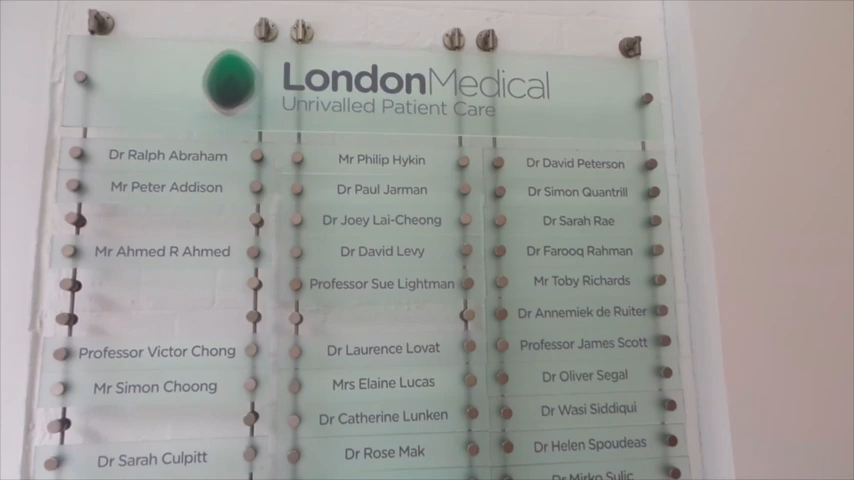 LondonMedical
Unrivalled Patient Care
Dr Ralph Abraham
Mr Peter Addison
Mr Ahmed R Ahmed
Professor Victor Chong
Mr Simon Choong
Dr Sarah Culpitt
Mr Philip Hykin
Dr Paul Jarman
Dr Joey Lai-Cheong
Dr David Levy
Professor Sue Lightman
Dr Laurence Lovat
Mrs Elaine Lucas
Dr Catherine Lunken
Dr Rose Mak
Dr David Peterson
Dr Simon Quantrill
Dr Sarah Rae
Dr Farooq Rahman
Mr Toby Richards
Dr Annemiek de Ruiter
Professor James Scott
Dr Oliver Segal
Dr Wasi Siddiqui
Dr Helen Spoudeas
Dr Mirko Sulic